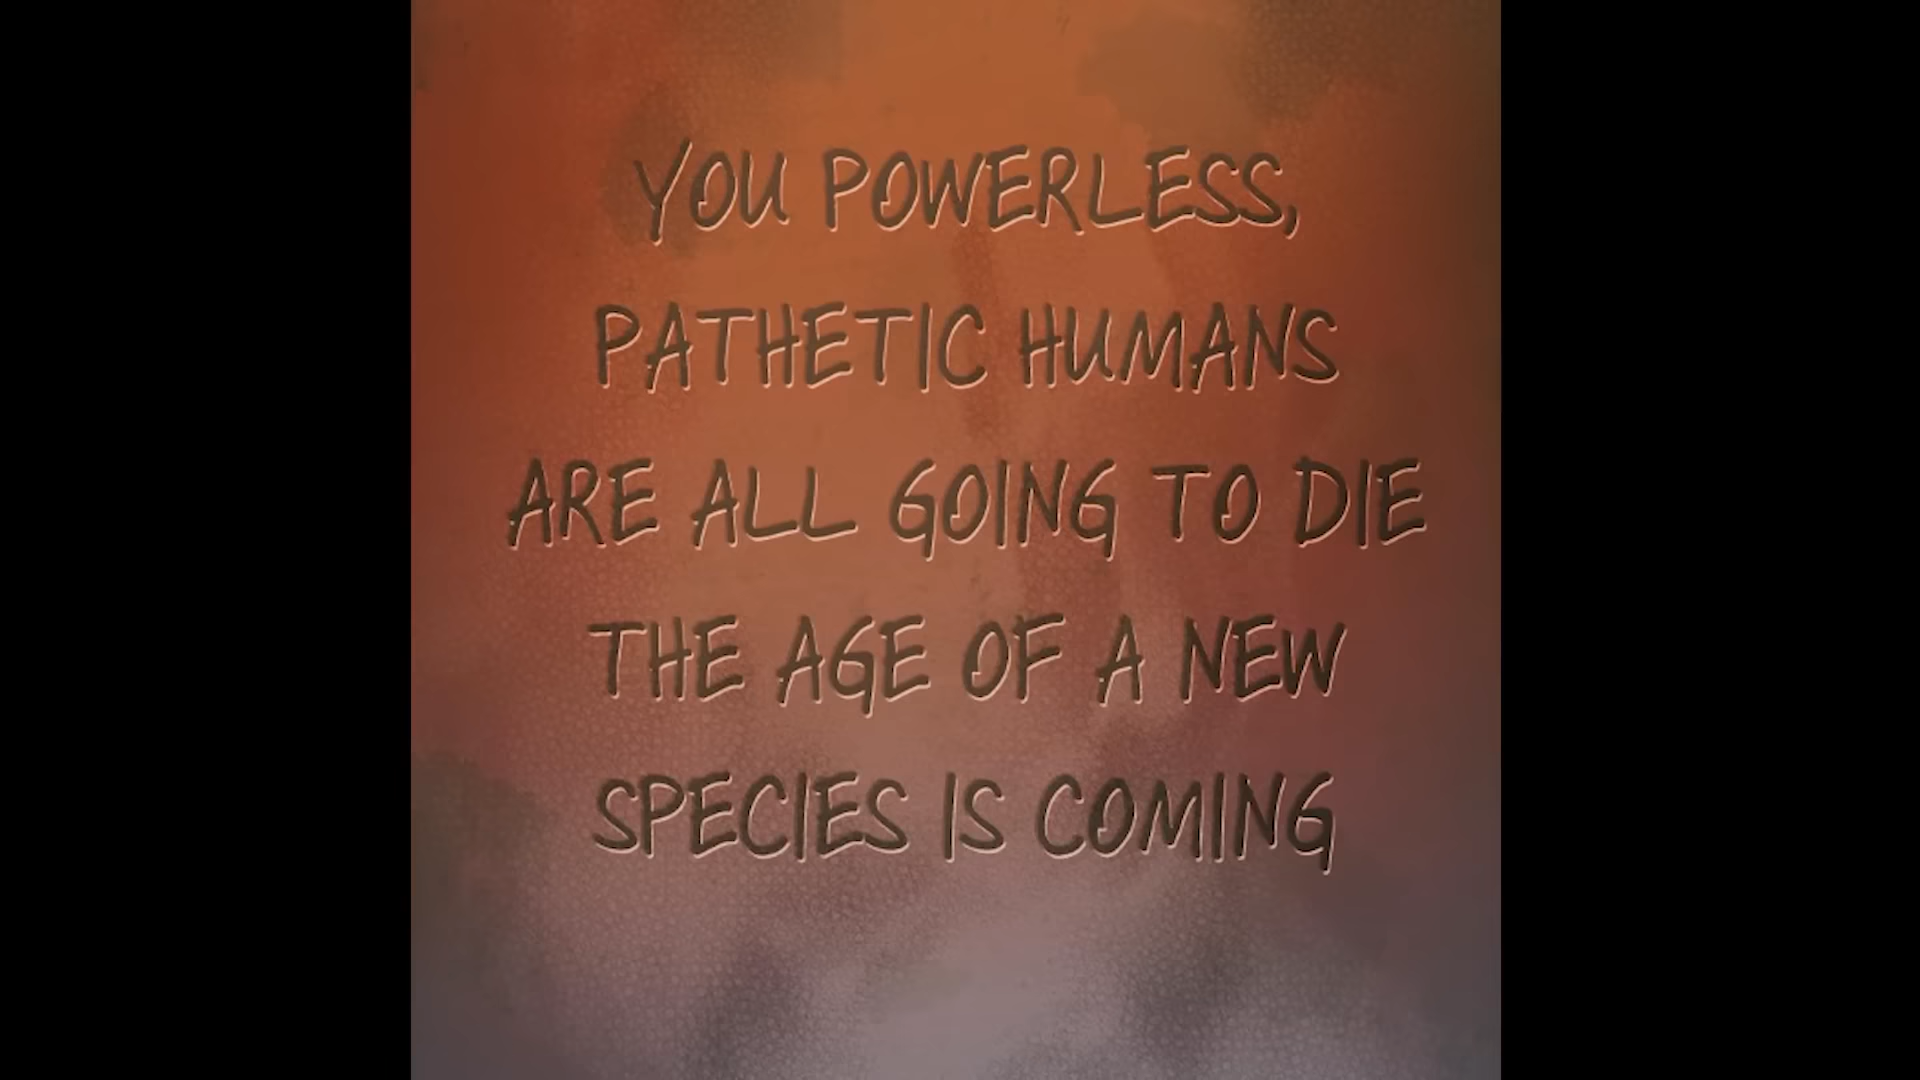 YOU POWERLESS,
PATHETIC HUMANS
ARE ALL GOING TO DIE
THE AGE OF A NEW
SPECIES IS COMING